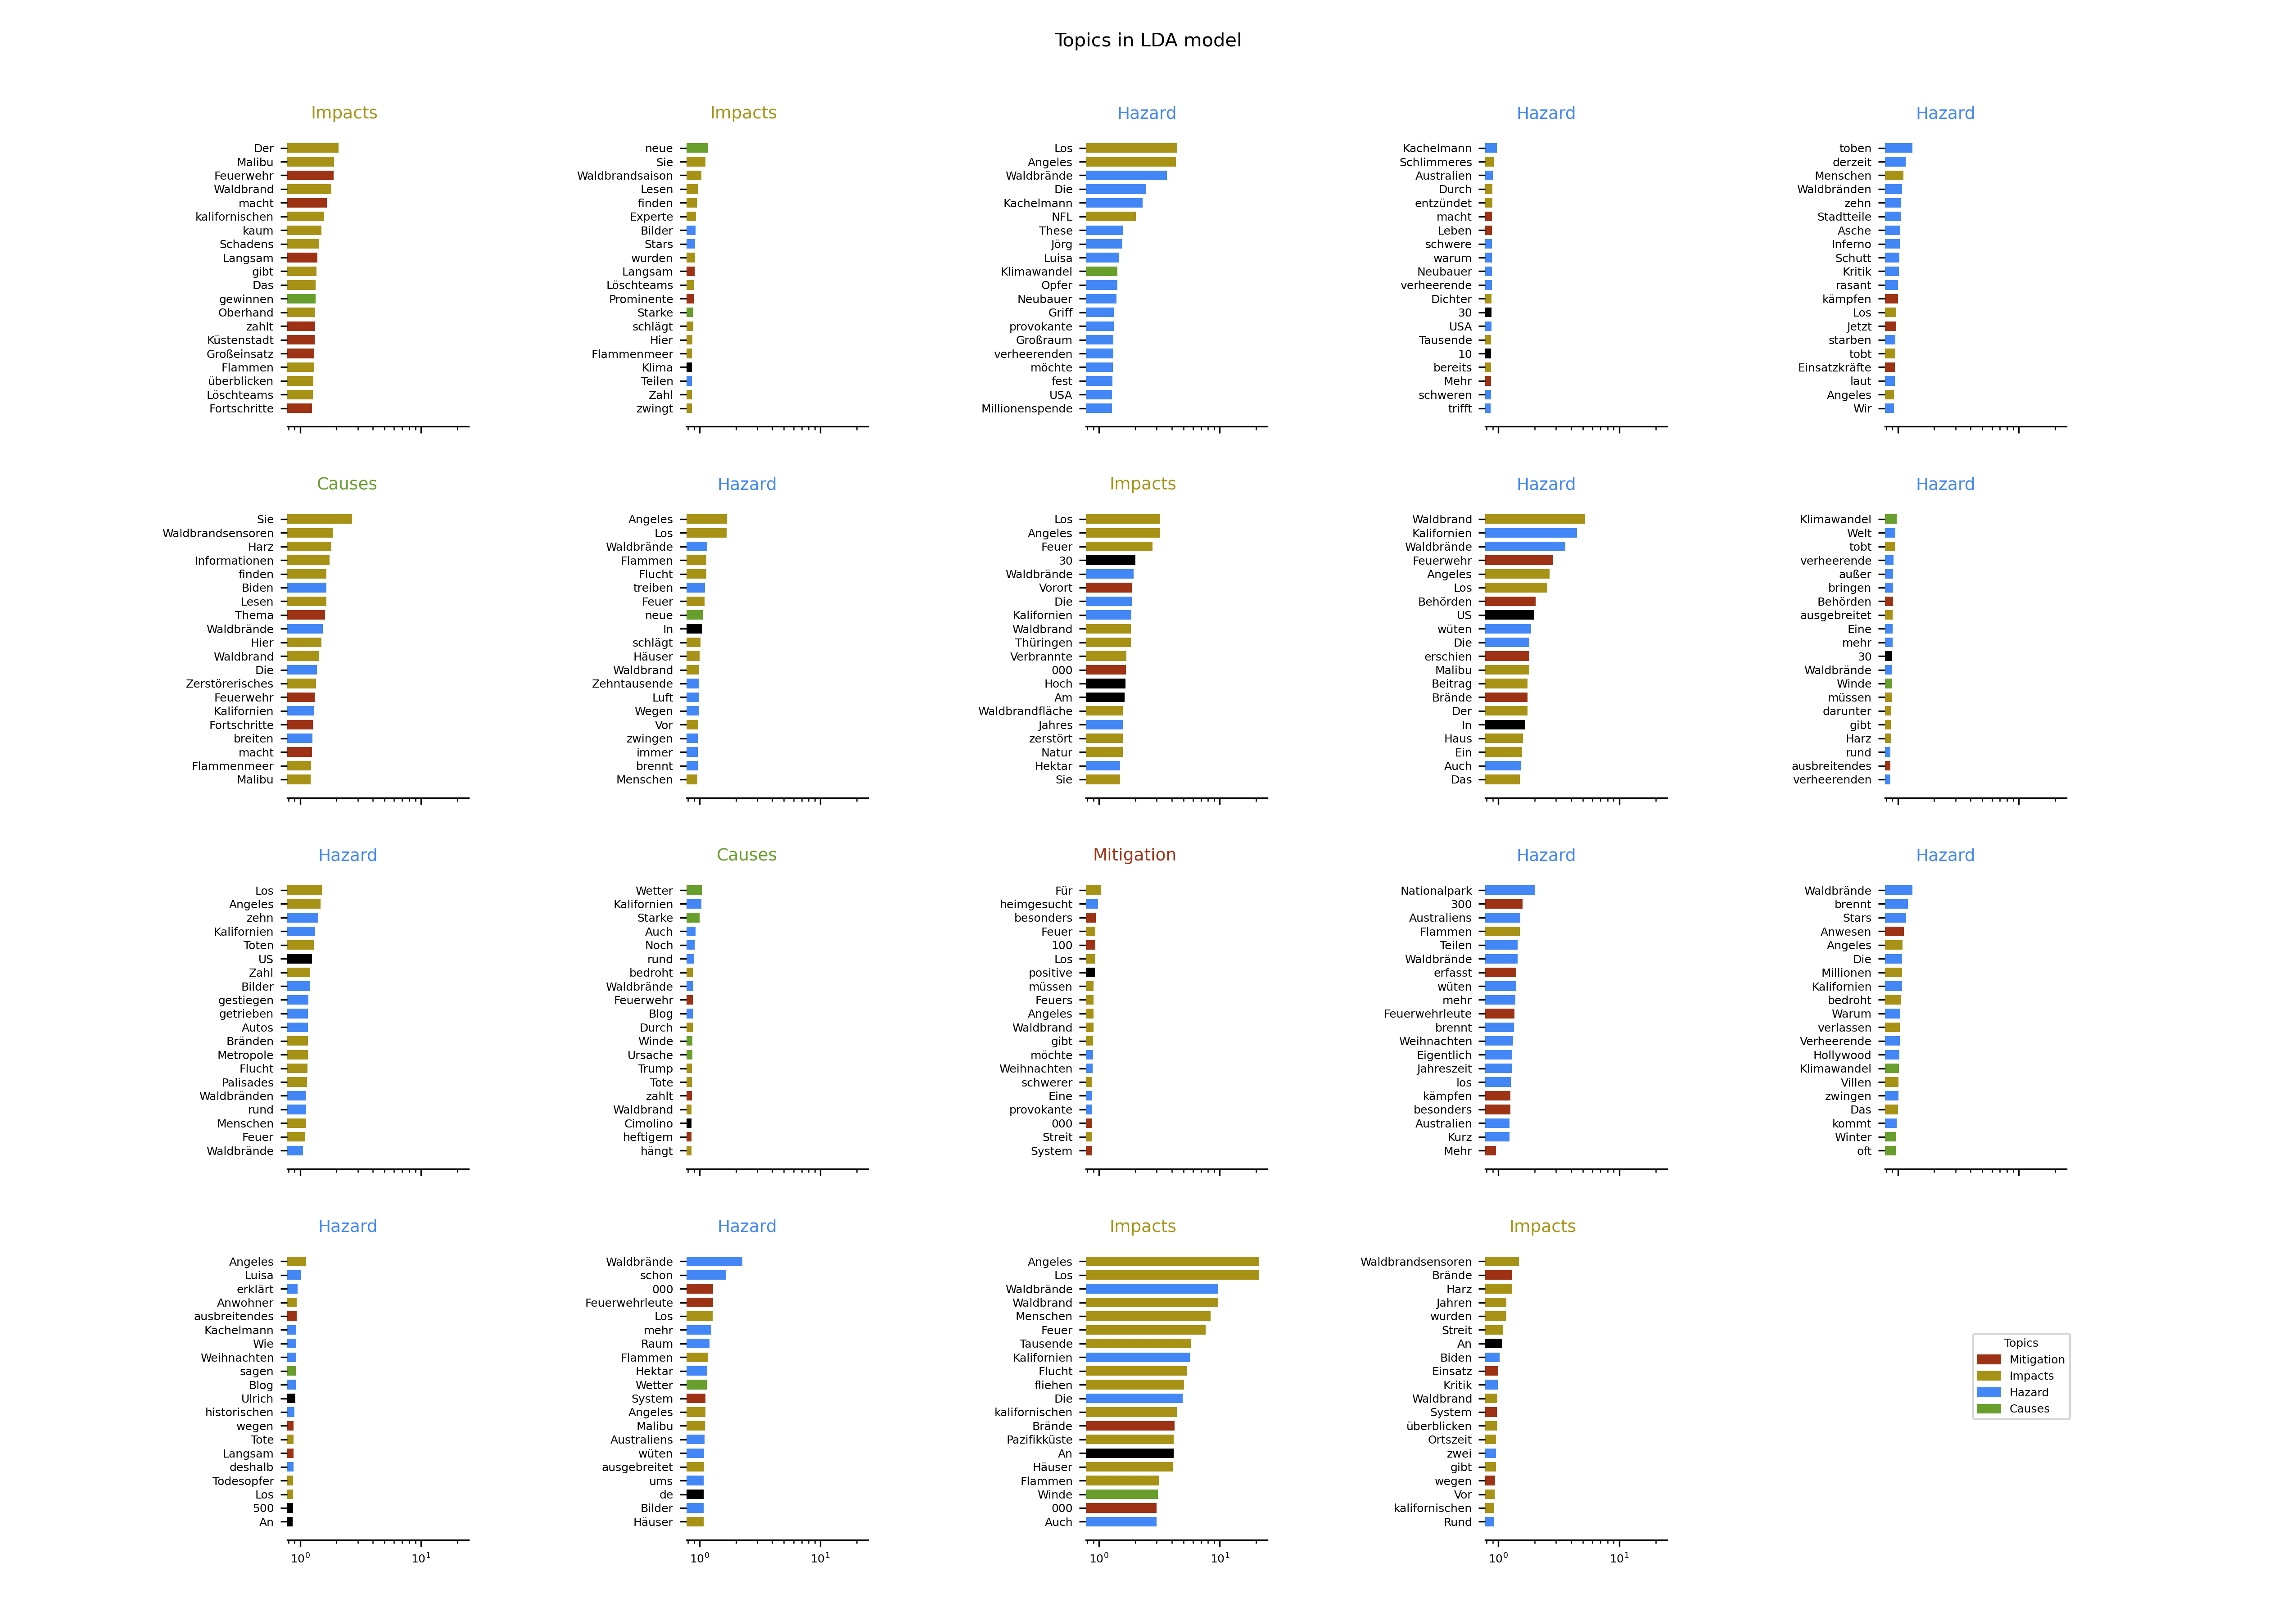 Topics in LDA model
Impacts
Der
Malibu
Feuerwehr
Waldbrand
macht
kalifornischen
kaum
Schadens
Langsam
gibt
Das
gewinnen
Oberhand
zahlt
Küstenstadt
Großeinsatz
Flammen
überblicken
Löschteams
Fortschritte
Impacts
neue
Sie
Waldbrandsaison
Lesen
finden
Experte
Bilder
Stars
wurden
Langsam
Löschteams
Prominente
Starke
schlägt
Hier
Flammenmeer
Klima
Teilen
Zahl
zwingt
Hazard
Los
Angeles
Waldbrände
Die
Kachelmann
NFL
These
Jörg
Luisa
Klimawandel
Opfer
Neubauer
Griff
provokante
Großraum
verheerenden
möchte
fest
USA
Millionenspende
Hazard
Kachelmann
Schlimmeres
Australien
Durch
entzündet
macht
Leben
schwere
warum
Neubauer
verheerende
Dichter
30
USA
Tausende
10
bereits
Mehr
schweren
trifft
Hazard
toben
derzeit
Menschen
Waldbränden
zehn
Stadtteile
Asche
Inferno
Schutt
Kritik
rasant
kämpfen
Los
Jetzt
starben
tobt
Einsatzkräfte
laut
Angeles
Wir
Causes
Sie
Waldbrandsensoren
Harz
Informationen
finden
Biden
Lesen
Thema
Waldbrände
Hier
Waldbrand
Die
Zerstörerisches
Feuerwehr
Kalifornien
Fortschritte
breiten
macht
Flammenmeer
Malibu
Hazard
Angeles
Los
Waldbrände
Flammen
Flucht
treiben
Feuer
neue
In
schlägt
Häuser
Waldbrand
Zehntausende
Luft
Wegen
Vor
zwingen
immer
brennt
Menschen
Impacts
Los
Angeles
Feuer
30
Waldbrände
Vorort
Die
Kalifornien
Waldbrand
Thüringen
Verbrannte
000
Hoch
Am
Waldbrandfläche
Jahres
zerstört
Natur
Hektar
Sie
Hazard
Waldbrand
Kalifornien
Waldbrände
Feuerwehr
Angeles
Los
Behörden
US
wüten
Die
erschien
Malibu
Beitrag
Brände
Der
In
Haus
Ein
Auch
Das
Hazard
Klimawandel
Welt
tobt
verheerende
außer
bringen
Behörden
ausgebreitet
Eine
mehr
30
Waldbrände
Winde
müssen
darunter
gibt
Harz
rund
ausbreitendes
verheerenden
Hazard
Los
Angeles
zehn
Kalifornien
Toten
US
Zahl
Bilder
gestiegen
getrieben
Autos
Bränden
Metropole
Flucht
Palisades
Waldbränden
rund
Menschen
Feuer
Waldbrände
Causes
Wetter
Kalifornien
Starke
Auch
Noch
rund
bedroht
Waldbrände
Feuerwehr
Blog
Durch
Winde
Ursache
Trump
Tote
zahlt
Waldbrand
Cimolino
heftigem
hängt
Mitigation
Für
heimgesucht
besonders
Feuer
100
Los
positive
müssen
Feuers
Angeles
Waldbrand
gibt
möchte
Weihnachten
schwerer
Eine
provokante
000
Streit
System
Hazard
Nationalpark
300
Australiens
Flammen
Teilen
Waldbrände
erfasst
wüten
mehr
Feuerwehrleute
brennt
Weihnachten
Eigentlich
Jahreszeit
los
kämpfen
besonders
Australien
Kurz
Mehr
Hazard
Waldbrände
brennt
Stars
Anwesen
Angeles
Die
Millionen
Kalifornien
bedroht
Warum
verlassen
Verheerende
Hollywood
Klimawandel
Villen
zwingen
Das
kommt
Winter
oft
Hazard
Angeles
Luisa
erklärt
Anwohner
ausbreitendes
Kachelmann
Wie
Weihnachten
sagen
Blog
Ulrich
historischen
wegen
Tote
Langsam
deshalb
Todesopfer
Los
500
An
10⁰ 10¹
Hazard
Waldbrände
schon
000
Feuerwehrleute
Los
mehr
Raum
Flammen
Hektar
Wetter
System
Angeles
Malibu
Australiens
wüten
ausgebreitet
ums
de
Bilder
Häuser
10⁰ 10¹
Impacts
Angeles
Los
Waldbrände
Waldbrand
Menschen
Feuer
Tausende
Kalifornien
Flucht
fliehen
Die
kalifornischen
Brände
Pazifikküste
An
Häuser
Flammen
Winde
000
Auch
10⁰ 10¹
Impacts
Waldbrandsensoren
Brände
Harz
Jahren
wurden
Streit
An
Biden
Einsatz
Kritik
Waldbrand
System
überblicken
Ortszeit
zwei
gibt
wegen
Vor
kalifornischen
Rund
10⁰ 10¹
Topics
Mitigation
Impacts
Hazard
Causes